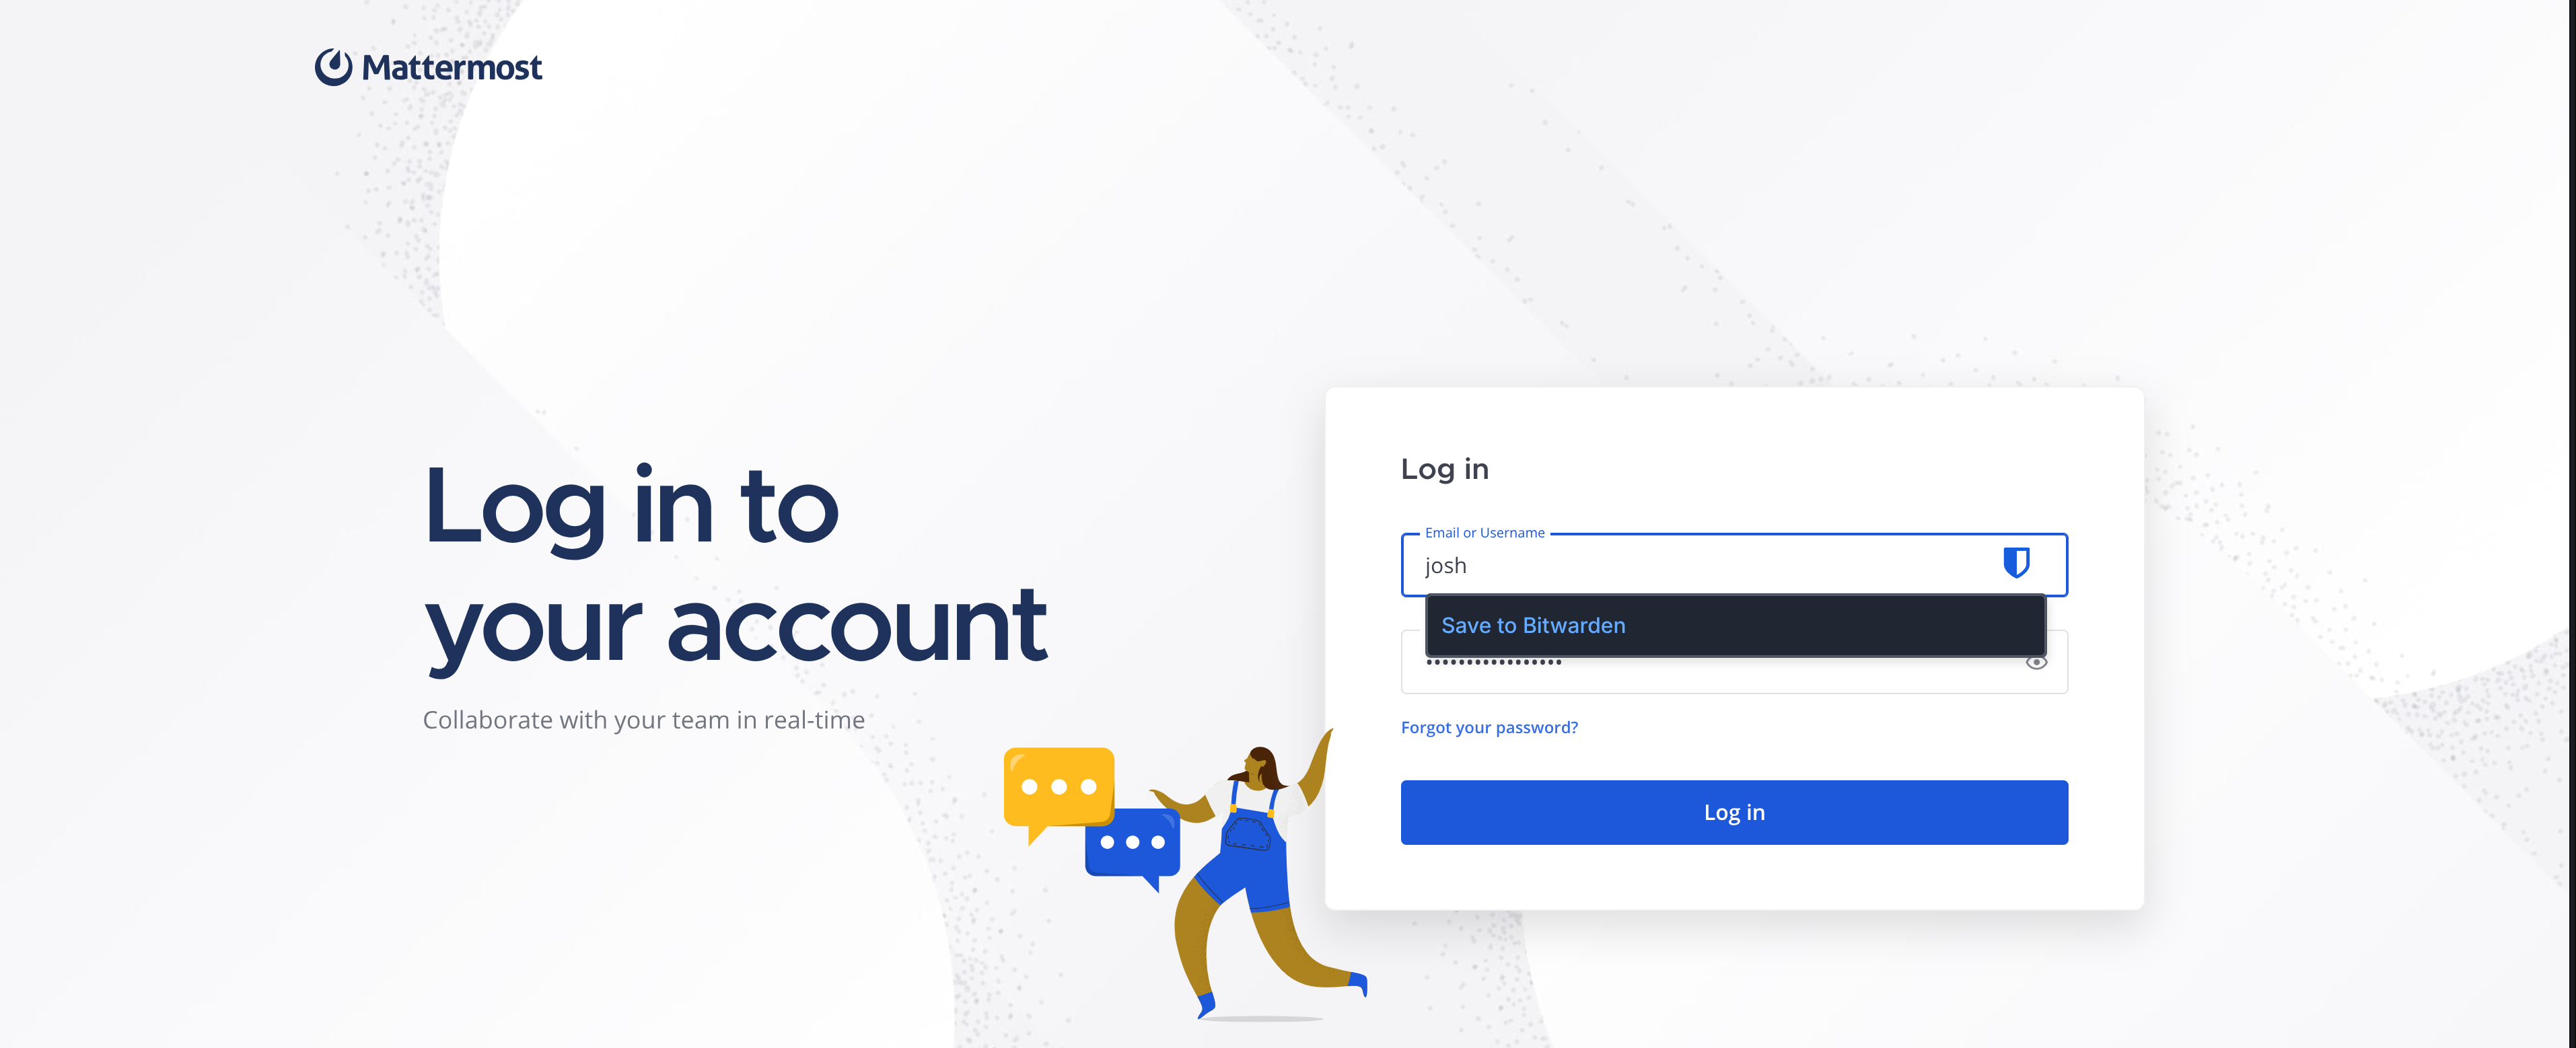 Mattermost
Log in to
your account
Collaborate with your team in real-time
Log in
Email or Username
josh
Save to Bitwarden
•••••••••••••••••
Forgot your password?
Log in